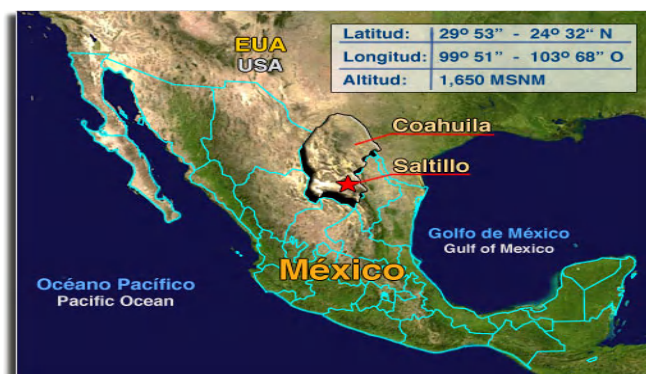 Latitud: 29º 53” - 24º 32“ N
Longitud: 99º 51” - 103º 68” O
Altitud: 1,650 MSNM
EUA
USA
Coahuila
Saltillo
Golfo de México
Gulf of Mexico
México
Océano Pacífico
Pacific Ocean